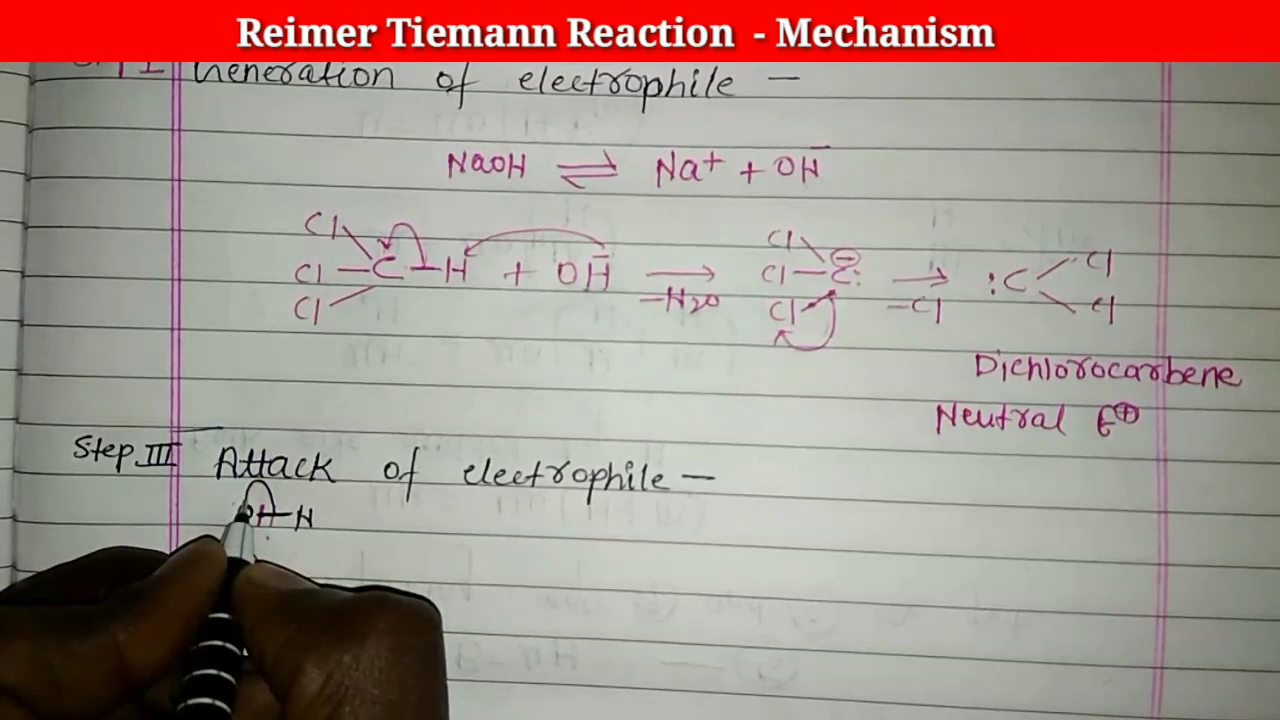 Reimer Tiemann Reaction - Mechanism
Step I Generation of electrophile —
NaOH ⇌ Na+ + OH¯
Cl Cl Cl
Cl —C—H + OH¯ → Cl —C:⊖ → :C
Cl —H2O Cl —Cl Cl
Dichlorocarbene
Neutral E⊕
Step III Attack of electrophile —
H